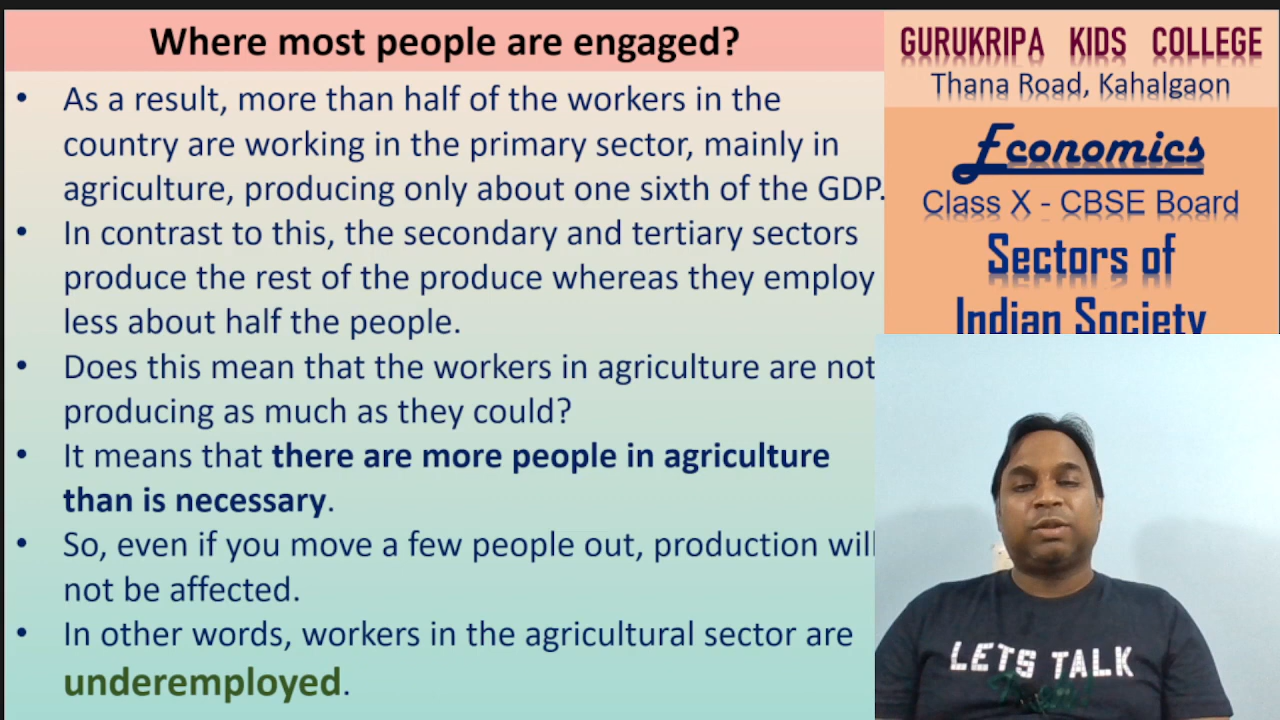 Where most people are engaged?
• As a result, more than half of the workers in the
country are working in the primary sector, mainly in
agriculture, producing only about one sixth of the GDP.
• In contrast to this, the secondary and tertiary sectors
produce the rest of the produce whereas they employ
less about half the people.
• Does this mean that the workers in agriculture are not
producing as much as they could?
• It means that there are more people in agriculture
than is necessary.
• So, even if you move a few people out, production will
not be affected.
• In other words, workers in the agricultural sector are
underemployed.
GURUKRIPA KIDS COLLEGE
Thana Road, Kahalgaon
Economics
Class X - CBSE Board
Sectors of
Indian Society
LETS TALK